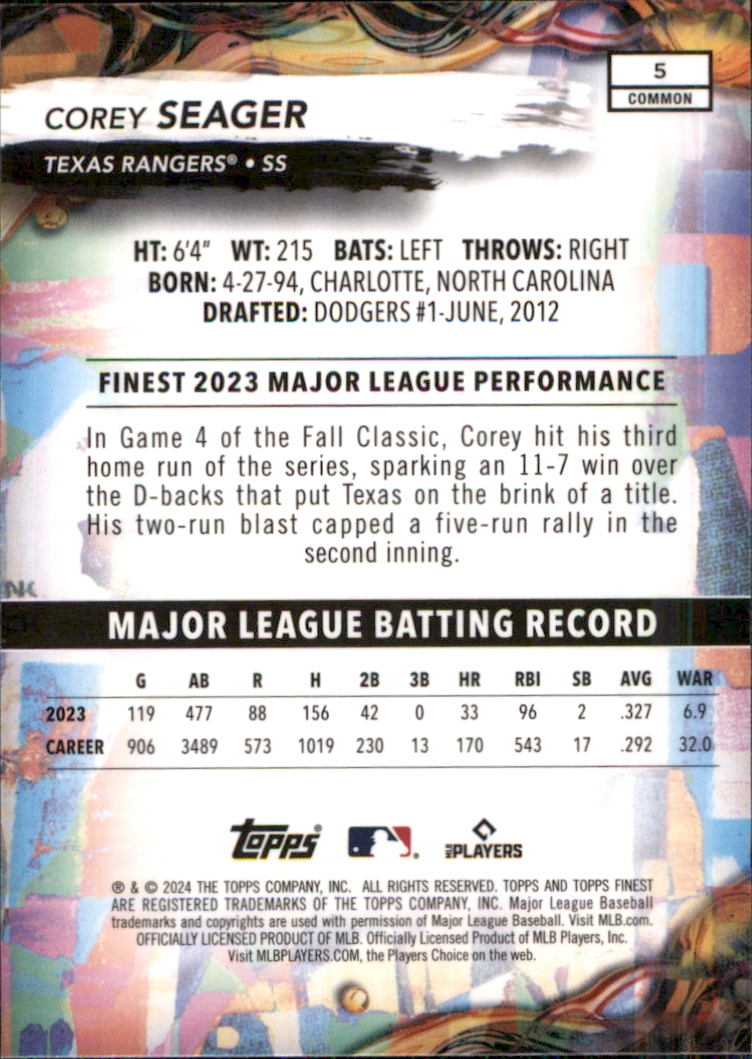 5
COMMON
COREY SEAGER
TEXAS RANGERS® • SS
HT: 6'4" WT: 215 BATS: LEFT THROWS: RIGHT
BORN: 4-27-94, CHARLOTTE, NORTH CAROLINA
DRAFTED: DODGERS #1-JUNE, 2012
FINEST 2023 MAJOR LEAGUE PERFORMANCE
In Game 4 of the Fall Classic, Corey hit his third
home run of the series, sparking an 11-7 win over
the D-backs that put Texas on the brink of a title.
His two-run blast capped a five-run rally in the
second inning.
MAJOR LEAGUE BATTING RECORD
G AB R H 2B 3B HR RBI SB AVG WAR
2023 119 477 88 156 42 0 33 96 2 .327 6.9
CAREER 906 3489 573 1019 230 13 170 543 17 .292 32.0
Topps® MLB PLAYERS
® & © 2024 THE TOPPS COMPANY, INC. ALL RIGHTS RESERVED. TOPPS AND TOPPS FINEST
ARE REGISTERED TRADEMARKS OF THE TOPPS COMPANY, INC. Major League Baseball
trademarks and copyrights are used with permission of Major League Baseball. Visit MLB.com.
OFFICIALLY LICENSED PRODUCT OF MLB. Officially Licensed Product of MLB Players, Inc.
Visit MLBPLAYERS.COM, the Players Choice on the web.